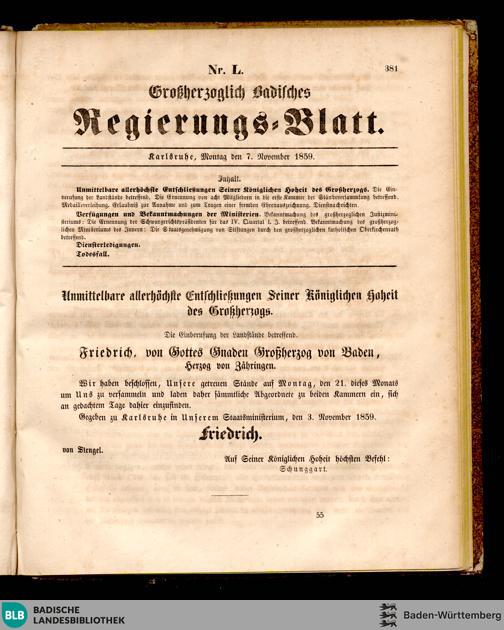 Nr. L.
381
Großherzoglich Badisches
Regierungs-Blatt.
Karlsruhe, Montag den 7. November 1859.
Inhalt.
Unmittelbare allerhöchste Entschließungen Seiner Königlichen Hoheit des Großherzogs. Die Ein-
berufung der Landstände betreffend. Die Ernennung von acht Mitgliedern in die erste Kammer der Ständeversammlung betreffend.
Medaillenverleihung. Erlaubniß zur Annahme und zum Tragen einer fremden Ehrenauszeichnung. Dienstnachrichten.
Verfügungen und Bekanntmachungen der Ministerien. Bekanntmachung des großherzoglichen Justizmini-
steriums: Die Ernennung der Schwurgerichtspräsidenten für das IV. Quartal l. J. betreffend. Bekanntmachung des großherzog-
lichen Ministeriums des Innern: Die Staatsgenehmigung von Stiftungen durch den großherzoglichen katholischen Oberkirchenrath
betreffend.
Diensterledigungen.
Todesfall.
Unmittelbare allerhöchste Entschließungen Seiner Königlichen Hoheit
des Großherzogs.
Die Einberufung der Landstände betreffend.
Friedrich, von Gottes Gnaden Großherzog von Baden,
Herzog von Zähringen.
Wir haben beschlossen, Unsere getreuen Stände auf Montag, den 21. dieses Monats
um Uns zu versammeln und laden daher sämmtliche Abgeordnete zu beiden Kammern ein, sich
an gedachtem Tage dahier einzufinden.
Gegeben zu Karlsruhe in Unserem Staatsministerium, den 3. November 1859.
Friedrich.
von Stengel.
Auf Seiner Königlichen Hoheit höchsten Befehl:
Schunggart.
55
BLB
BADISCHE
LANDESBIBLIOTHEK
Baden-Württemberg